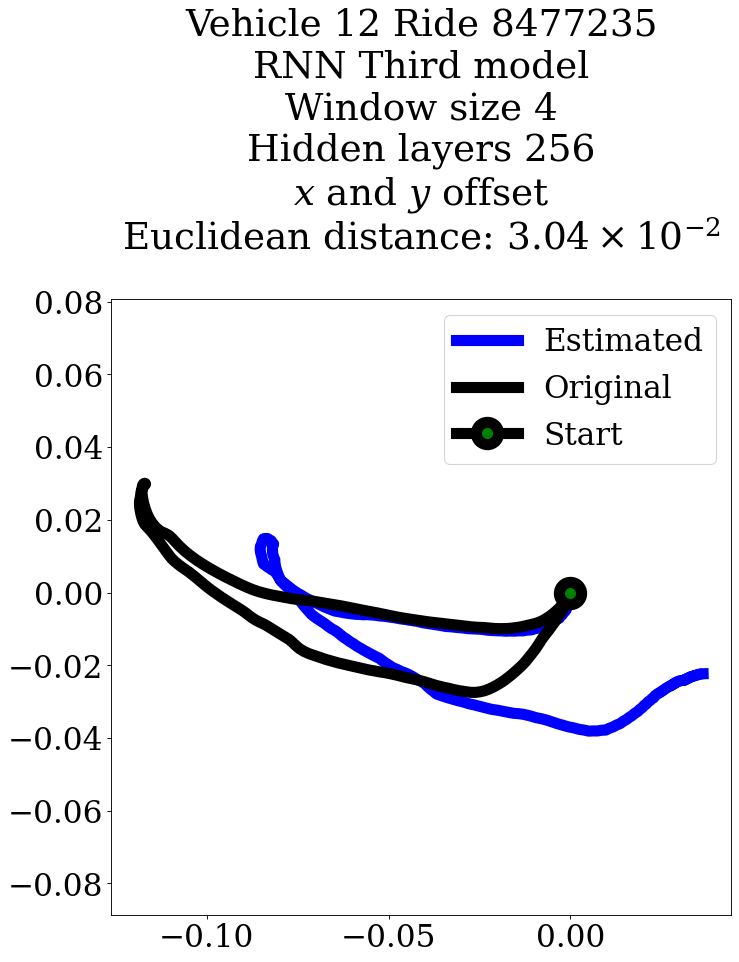 Vehicle 12 Ride 8477235
RNN Third model
Window size 4
Hidden layers 256
x and y offset
Euclidean distance: 3.04 × 10⁻²
0.08
0.06
0.04
0.02
0.00
−0.02
−0.04
−0.06
−0.08
Estimated
Original
Start
−0.10
−0.05
0.00